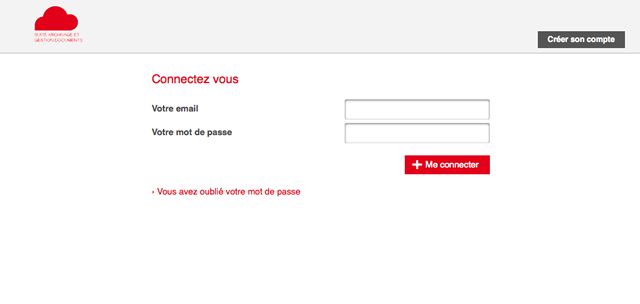 SUITE ARCHIVAGE ET
GESTION DOCUMENTS
Créer son compte
Connectez vous
Votre email
Votre mot de passe
Me connecter
› Vous avez oublié votre mot de passe